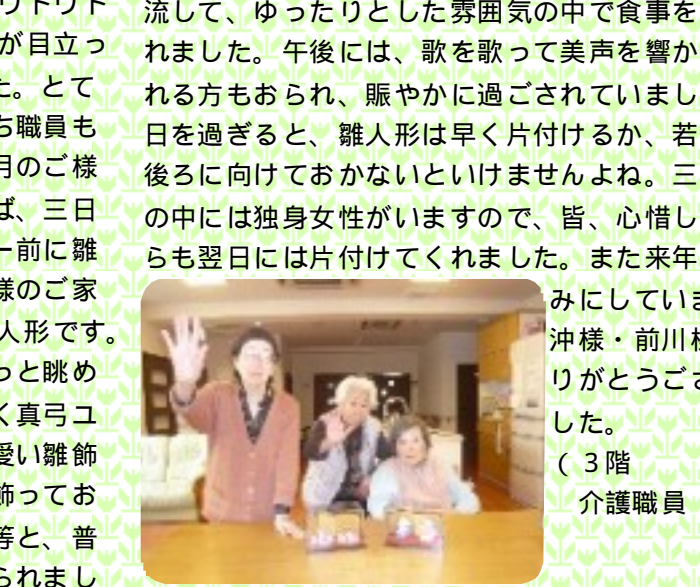 リトリト
が目立っ
た。とて
ち職員も
月のご様
ば、三日
ー前に雛
様のご家
人形です。
っと眺め
く真弓ユ
愛い雛飾
飾ってお
等と、普
られまし
流して、ゆったりとした雰囲気の中で食事を
れました。午後には、歌を歌って美声を響か
れる方もおられ、賑やかに過ごされていまし
日を過ぎると、雛人形は早く片付けるか、若
後ろに向けておかないといけませんよね。三
の中には独身女性がいますので、皆、心惜し
らも翌日には片付けてくれました。また来年
みにしていま
沖様・前川様
りがとうござ
した。
（３階
介護職員